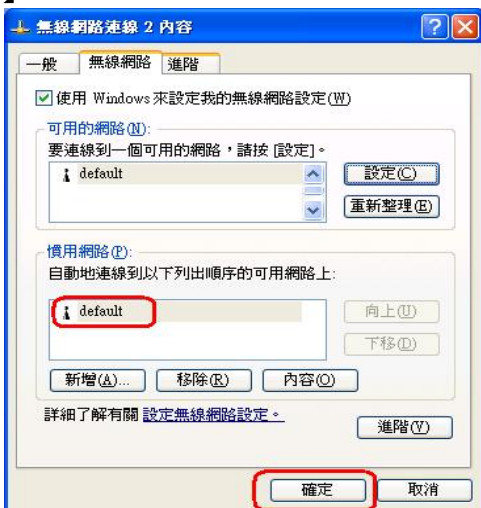 無線網路連線 2 內容
一般 無線網路 進階
使用 Windows 來設定我的無線網路設定(W)
可用的網路(N):
要連線到一個可用的網路，請按 [設定]。
default
設定(C)
重新整理(E)
慣用網路(P):
自動地連線到以下列出順序的可用網路上:
default
向上(U)
下移(D)
新增(A)... 移除(R) 內容(O)
詳細了解有關 設定無線網路設定。
進階(V)
確定 取消